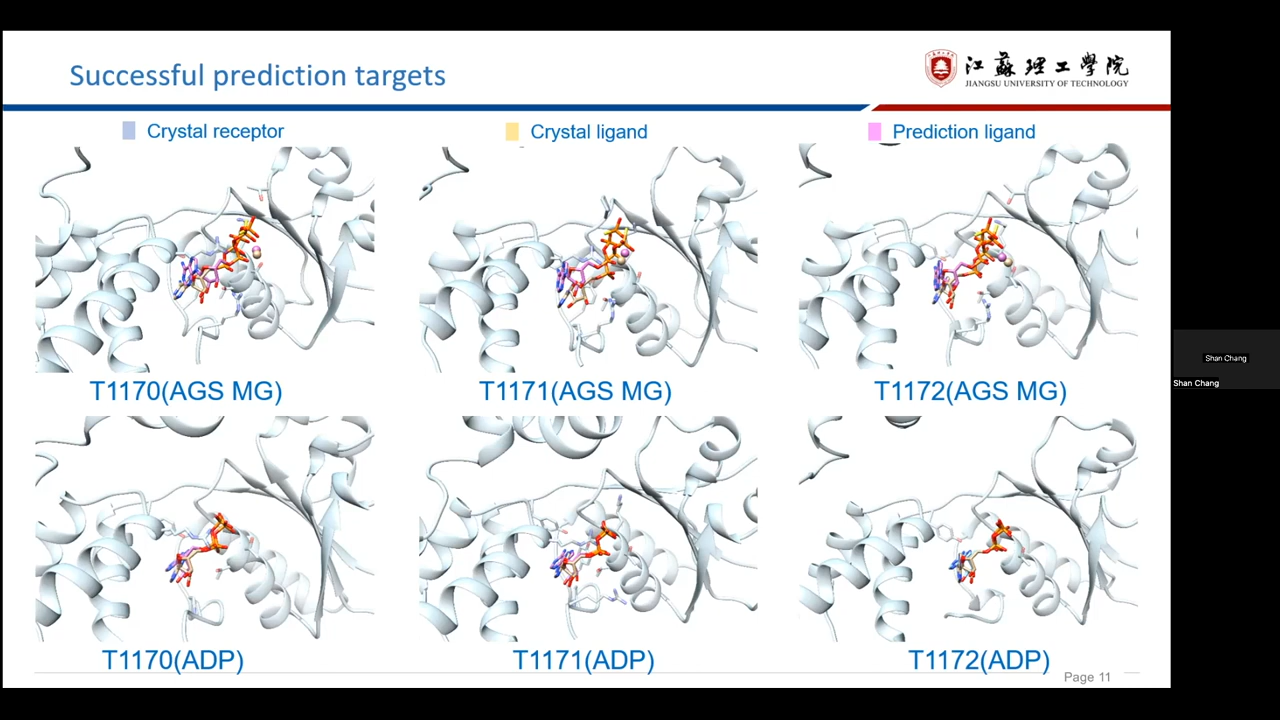 Successful prediction targets
江蘇理工學院
JIANGSU UNIVERSITY OF TECHNOLOGY
Crystal receptor
Crystal ligand
Prediction ligand
T1170(AGS MG)
T1171(AGS MG)
T1172(AGS MG)
T1170(ADP)
T1171(ADP)
T1172(ADP)
Page 11
Shan Chang
Shan Chang